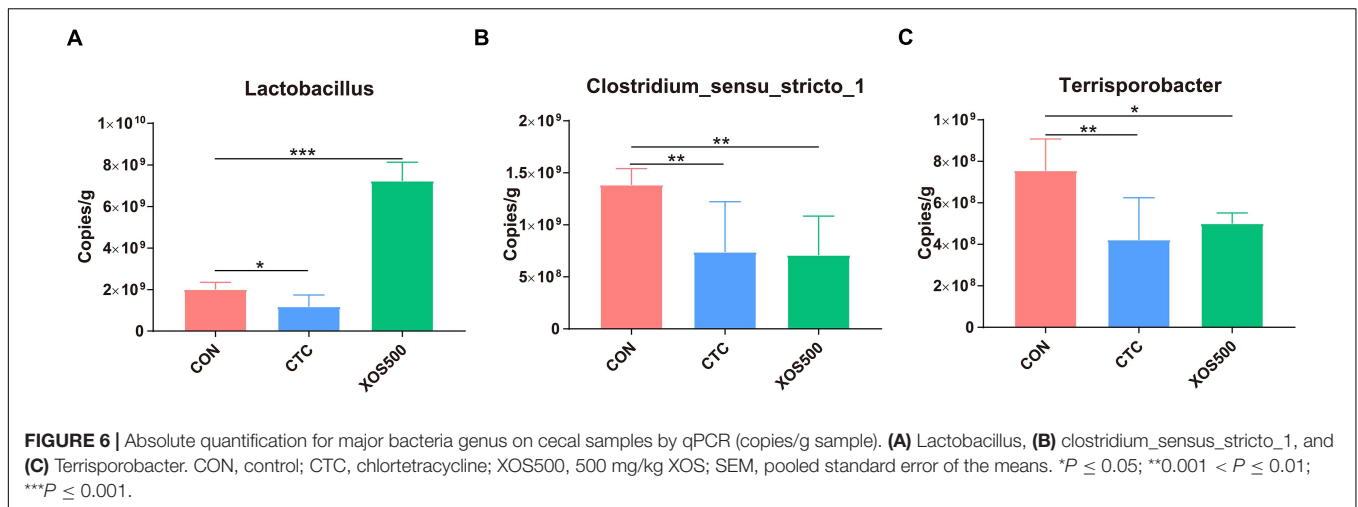 A
Lactobacillus
Copies/g
1×10¹⁰
8×10⁹
6×10⁹
4×10⁹
2×10⁹
0
***
*
CON
CTC
XOS500
B
Clostridium_sensu_stricto_1
Copies/g
2×10⁹
1.5×10⁹
1×10⁹
5×10⁸
0
**
**
CON
CTC
XOS500
C
Terrisporobacter
Copies/g
1×10⁹
8×10⁸
6×10⁸
4×10⁸
2×10⁸
0
*
**
CON
CTC
XOS500
FIGURE 6 | Absolute quantification for major bacteria genus on cecal samples by qPCR (copies/g sample). (A) Lactobacillus, (B) clostridium_sensus_stricto_1, and
(C) Terrisporobacter. CON, control; CTC, chlortetracycline; XOS500, 500 mg/kg XOS; SEM, pooled standard error of the means. *P ≤ 0.05; **0.001 < P ≤ 0.01;
***P ≤ 0.001.